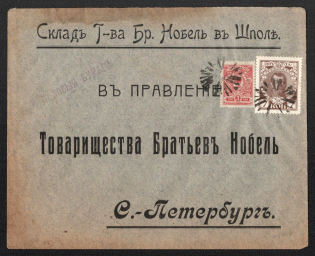 Складъ Т-ва Бр. Нобель въ Шполѣ.
ВЪ ПРАВЛЕНІЕ
Товарищества Братьевъ Нобель
С.-Петербургъ.